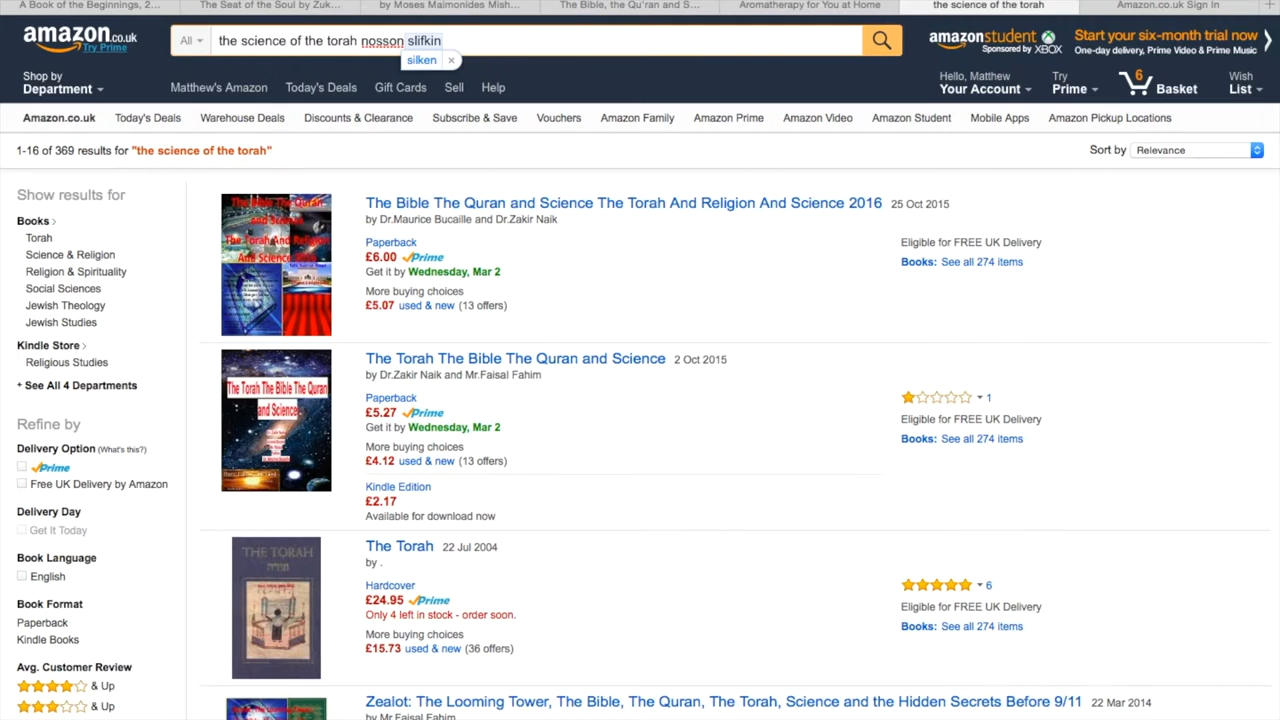 A Book of the Beginnings, 2...
The Seat of the Soul by Zuk...
by Moses Maimonides Mish...
The Bible, the Qu'ran and S...
Aromatherapy for You at Home
the science of the torah
Amazon.co.uk Sign In
amazon.co.uk
Try Prime
All
the science of the torah nosson slifkin
silken ×
amazonstudent
Sponsored by XBOX
Start your six-month trial now
One-day delivery, Prime Video & Prime Music
Shop by
Department
Matthew's Amazon
Today's Deals
Gift Cards
Sell
Help
Hello, Matthew
Your Account
Try
Prime
6
Basket
Wish
List
Amazon.co.uk
Today's Deals
Warehouse Deals
Discounts & Clearance
Subscribe & Save
Vouchers
Amazon Family
Amazon Prime
Amazon Video
Amazon Student
Mobile Apps
Amazon Pickup Locations
1-16 of 369 results for "the science of the torah"
Sort by Relevance
Show results for
Books
Torah
Science & Religion
Religion & Spirituality
Social Sciences
Jewish Theology
Jewish Studies
Kindle Store
Religious Studies
+ See All 4 Departments
Refine by
Delivery Option (What's this?)
Prime
Free UK Delivery by Amazon
Delivery Day
Get It Today
Book Language
English
Book Format
Paperback
Kindle Books
Avg. Customer Review
& Up
& Up
The Bible The Quran
and Science
The Torah And Religion
And Science 2016
The Bible The Quran and Science The Torah And Religion And Science 2016 25 Oct 2015
by Dr.Maurice Bucaille and Dr.Zakir Naik
Paperback
£6.00 Prime
Get it by Wednesday, Mar 2
More buying choices
£5.07 used & new (13 offers)
Eligible for FREE UK Delivery
Books: See all 274 items
The Torah The Bible The Quran
and Science
The Torah The Bible The Quran and Science 2 Oct 2015
by Dr.Zakir Naik and Mr.Faisal Fahim
Paperback
£5.27 Prime
Get it by Wednesday, Mar 2
More buying choices
£4.12 used & new (13 offers)
Kindle Edition
£2.17
Available for download now
1
Eligible for FREE UK Delivery
Books: See all 274 items
THE TORAH
תורה
The Torah 22 Jul 2004
by .
Hardcover
£24.95 Prime
Only 4 left in stock - order soon.
More buying choices
£15.73 used & new (36 offers)
6
Eligible for FREE UK Delivery
Books: See all 274 items
Zealot: The Looming Tower, The Bible, The Quran, The Torah, Science and the Hidden Secrets Before 9/11 22 Mar 2014
by Mr.Faisal Fahim